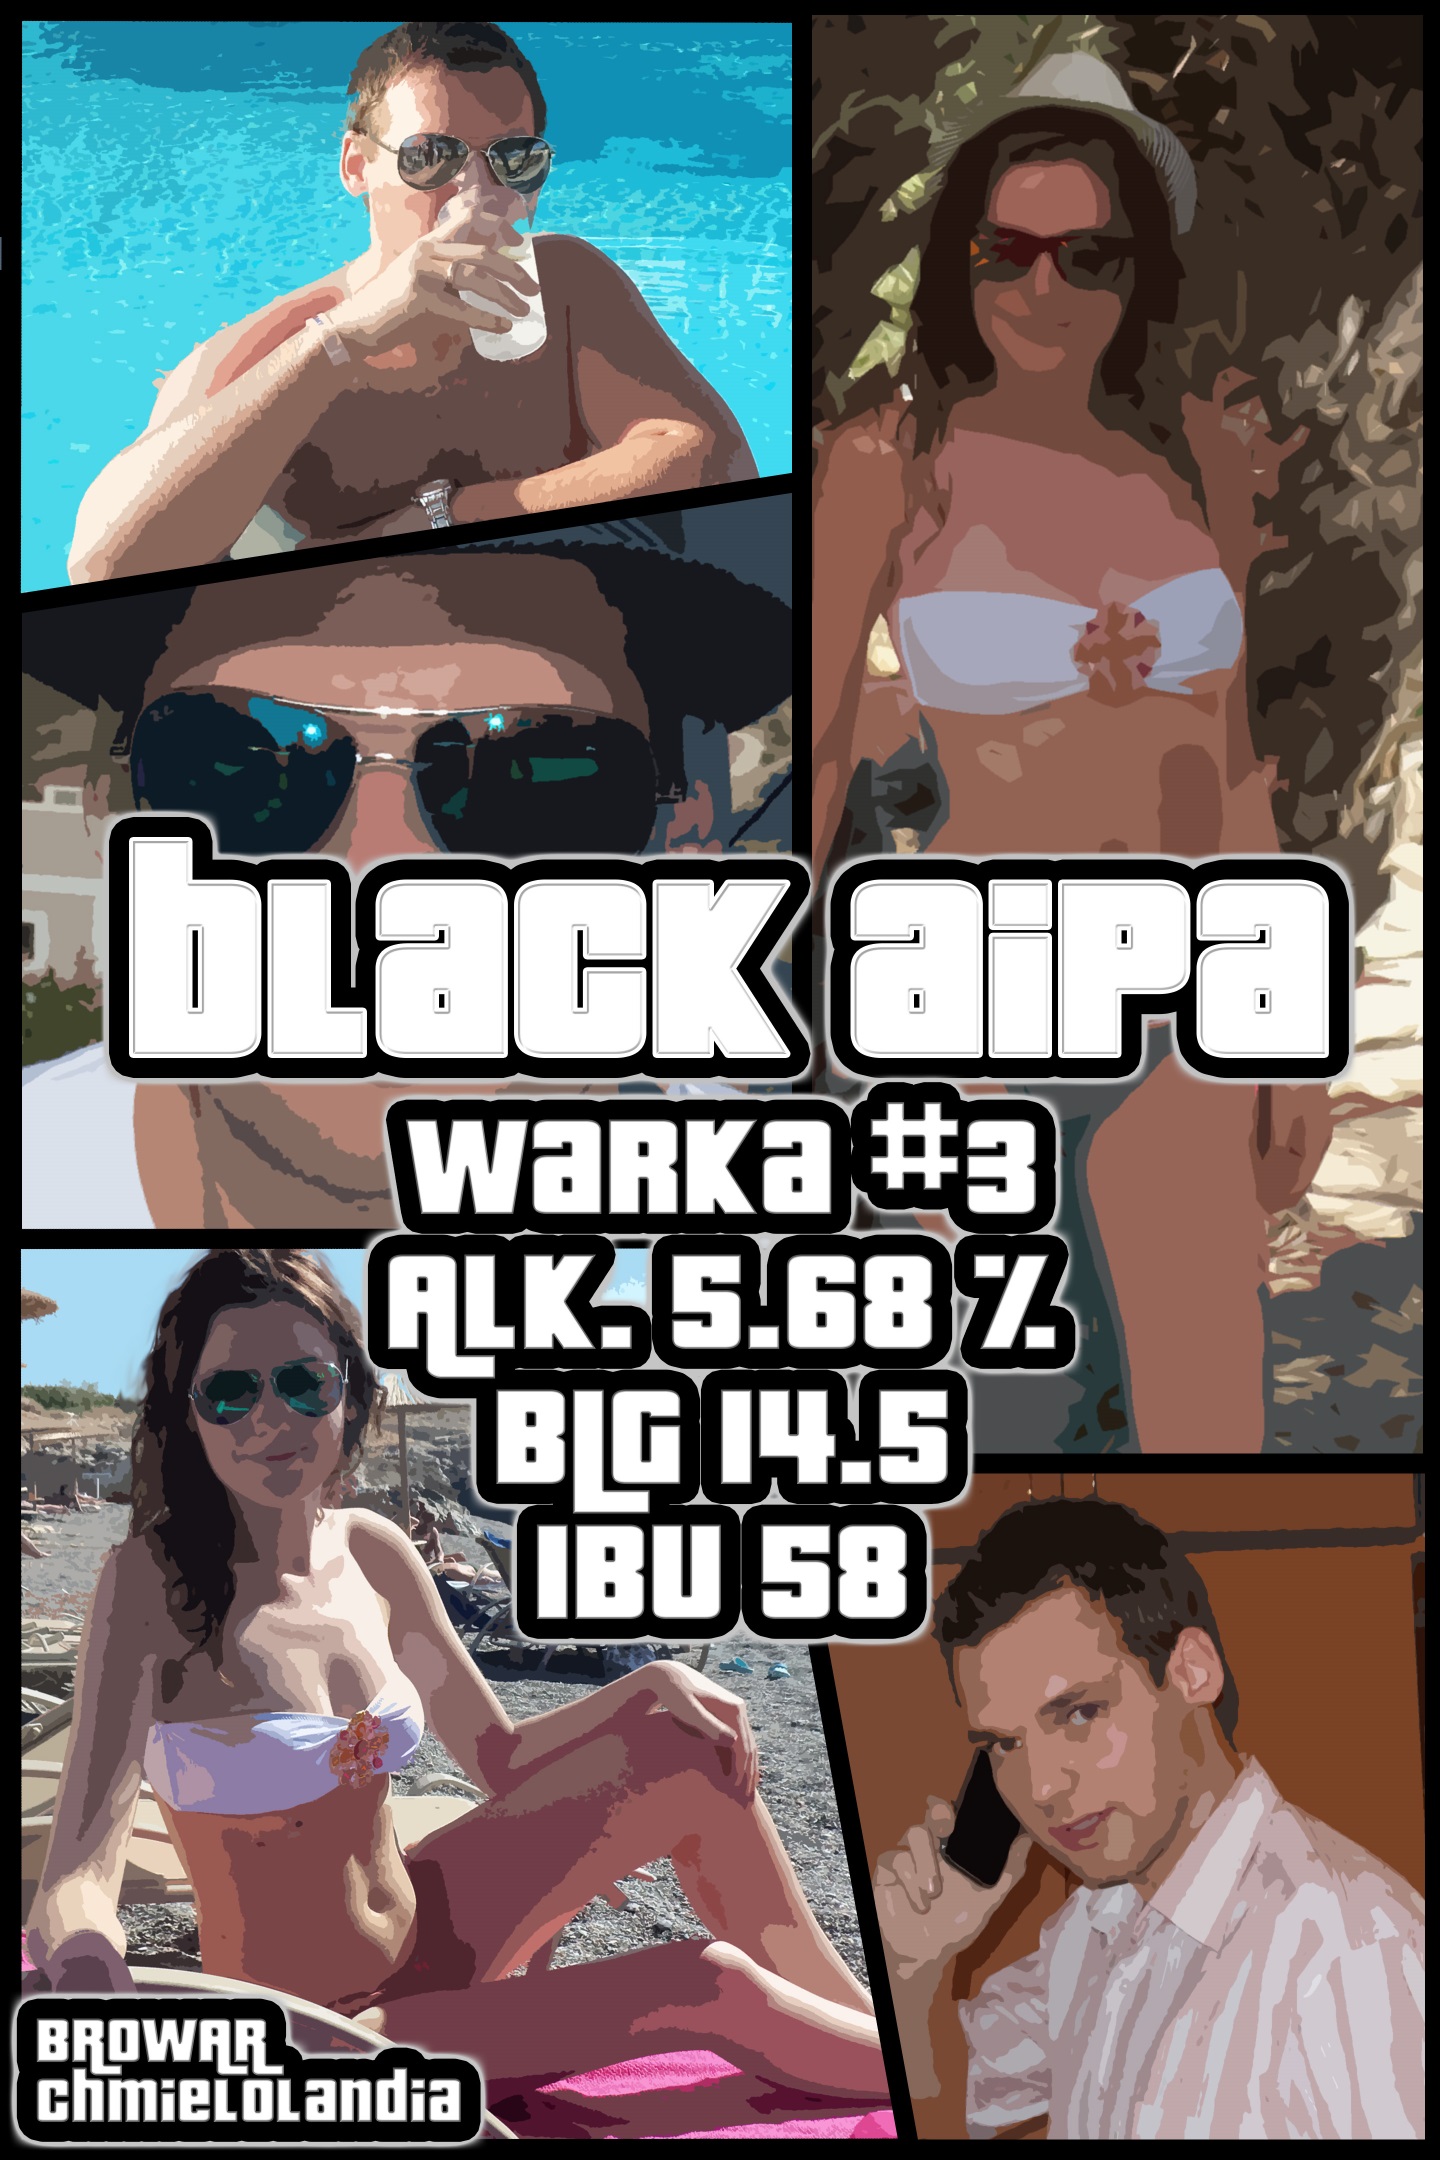 Black aipa
Warka #3
Alk. 5.68 %
BLG 14.5
IBU 58
BROWAR
chmielolandia